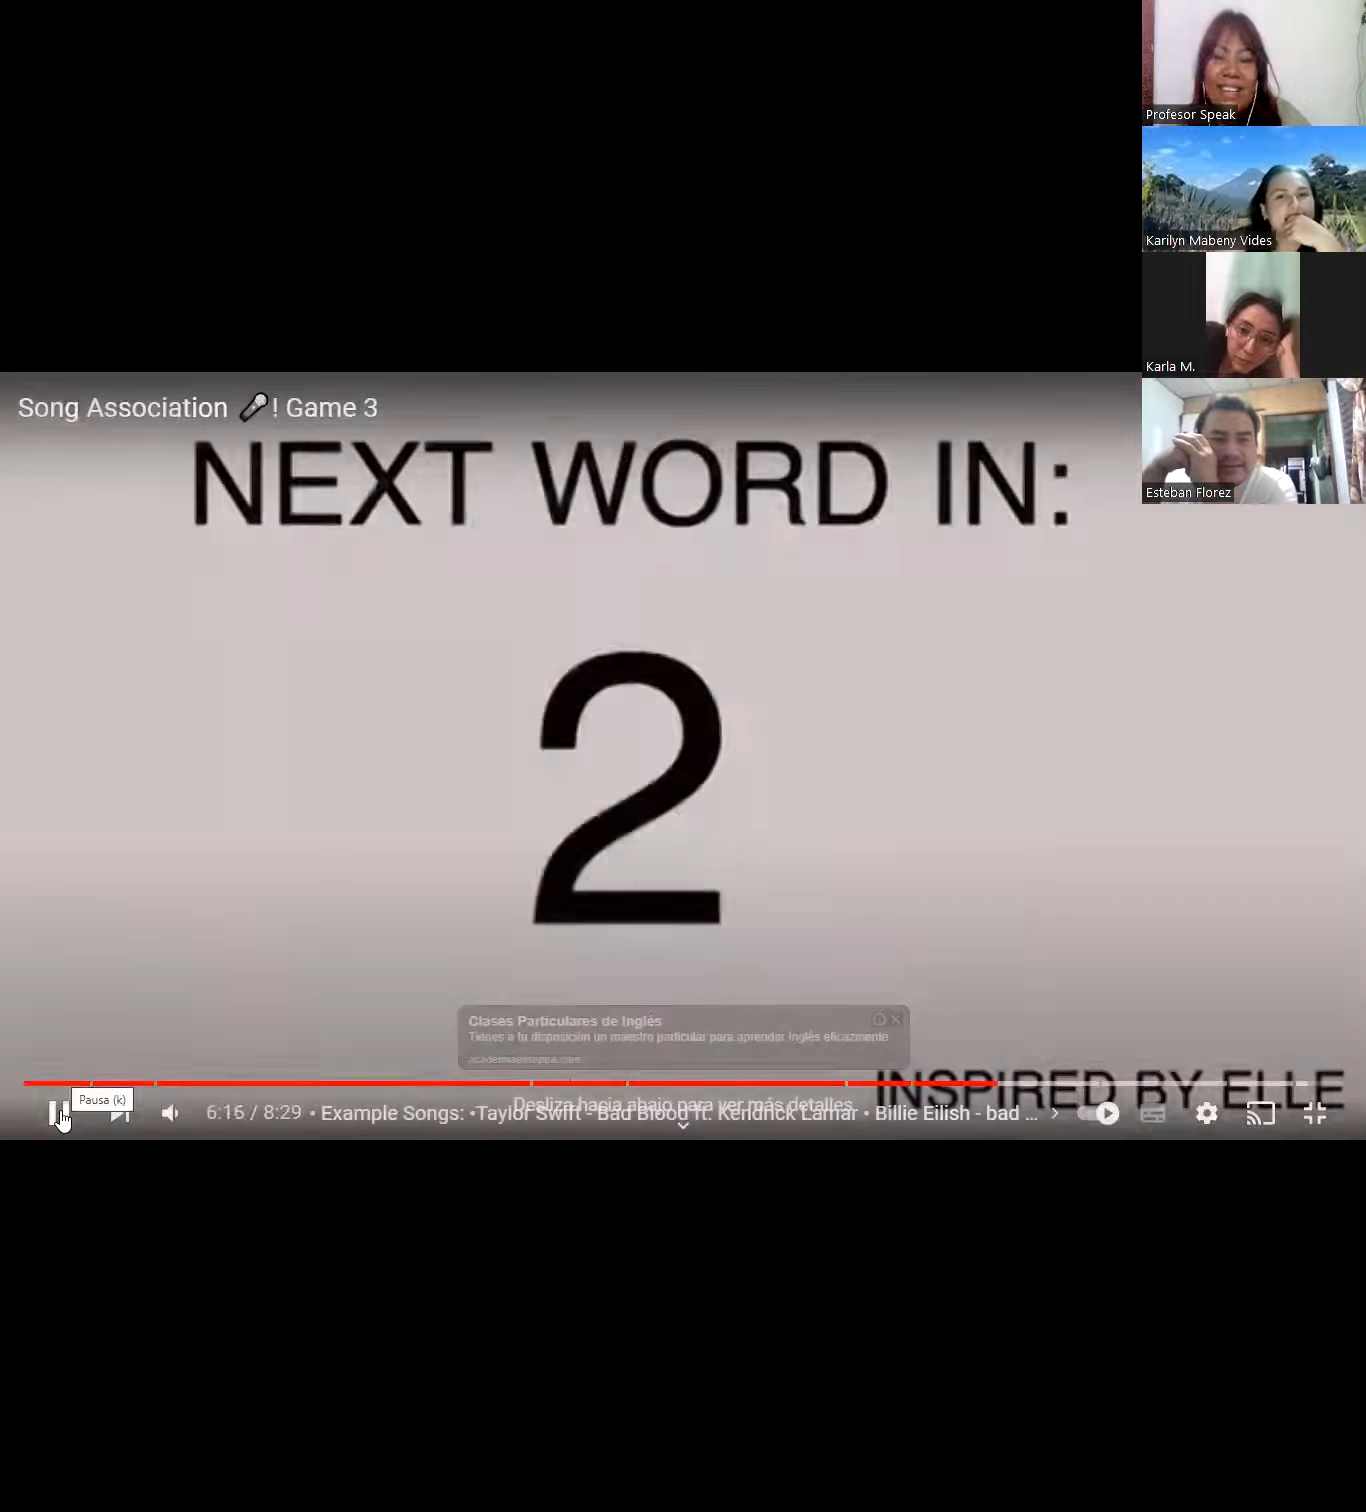 Profesor Speak
Karilyn Mabeny Vides
Karla M.
Esteban Florez
Song Association 🎤! Game 3
NEXT WORD IN:
2
Clases Particulares de Inglés
Tienes a tu disposición un maestro particular para aprender Inglés eficazmente.
INSPIRED BY ELLE
Pausa (k)
Desliza hacia abajo para ver más detalles
6:16 / 8:29 • Example Songs: •Taylor Swift - Bad Blood ft. Kendrick Lamar • Billie Eilish - bad ...